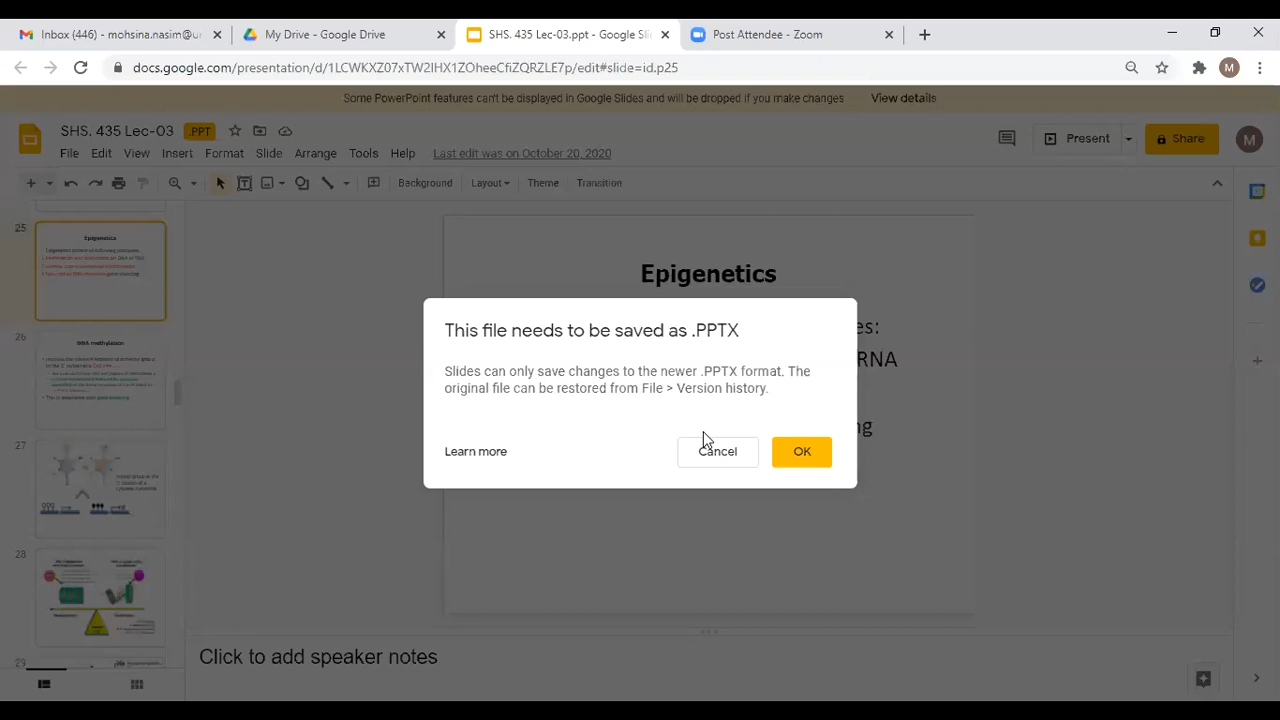 Inbox (446) - mohsina.nasim@ur
My Drive - Google Drive
SHS. 435 Lec-03.ppt - Google Sli
Post Attendee - Zoom
docs.google.com/presentation/d/1LCWKXZ07xTW2IHX1ZOheeCfiZQRZLE7p/edit#slide=id.p25
M
Some PowerPoint features can't be displayed in Google Slides and will be dropped if you make changes
View details
SHS. 435 Lec-03 .PPT
Present
Share
M
File Edit View Insert Format Slide Arrange Tools Help Last edit was on October 20, 2020
Background Layout Theme Transition
25
Epigenetics
26
DNA methylation
27
28
29
Epigenetics
es:
RNA
ng
This file needs to be saved as .PPTX
Slides can only save changes to the newer .PPTX format. The
original file can be restored from File > Version history.
Learn more
Cancel
OK
Click to add speaker notes